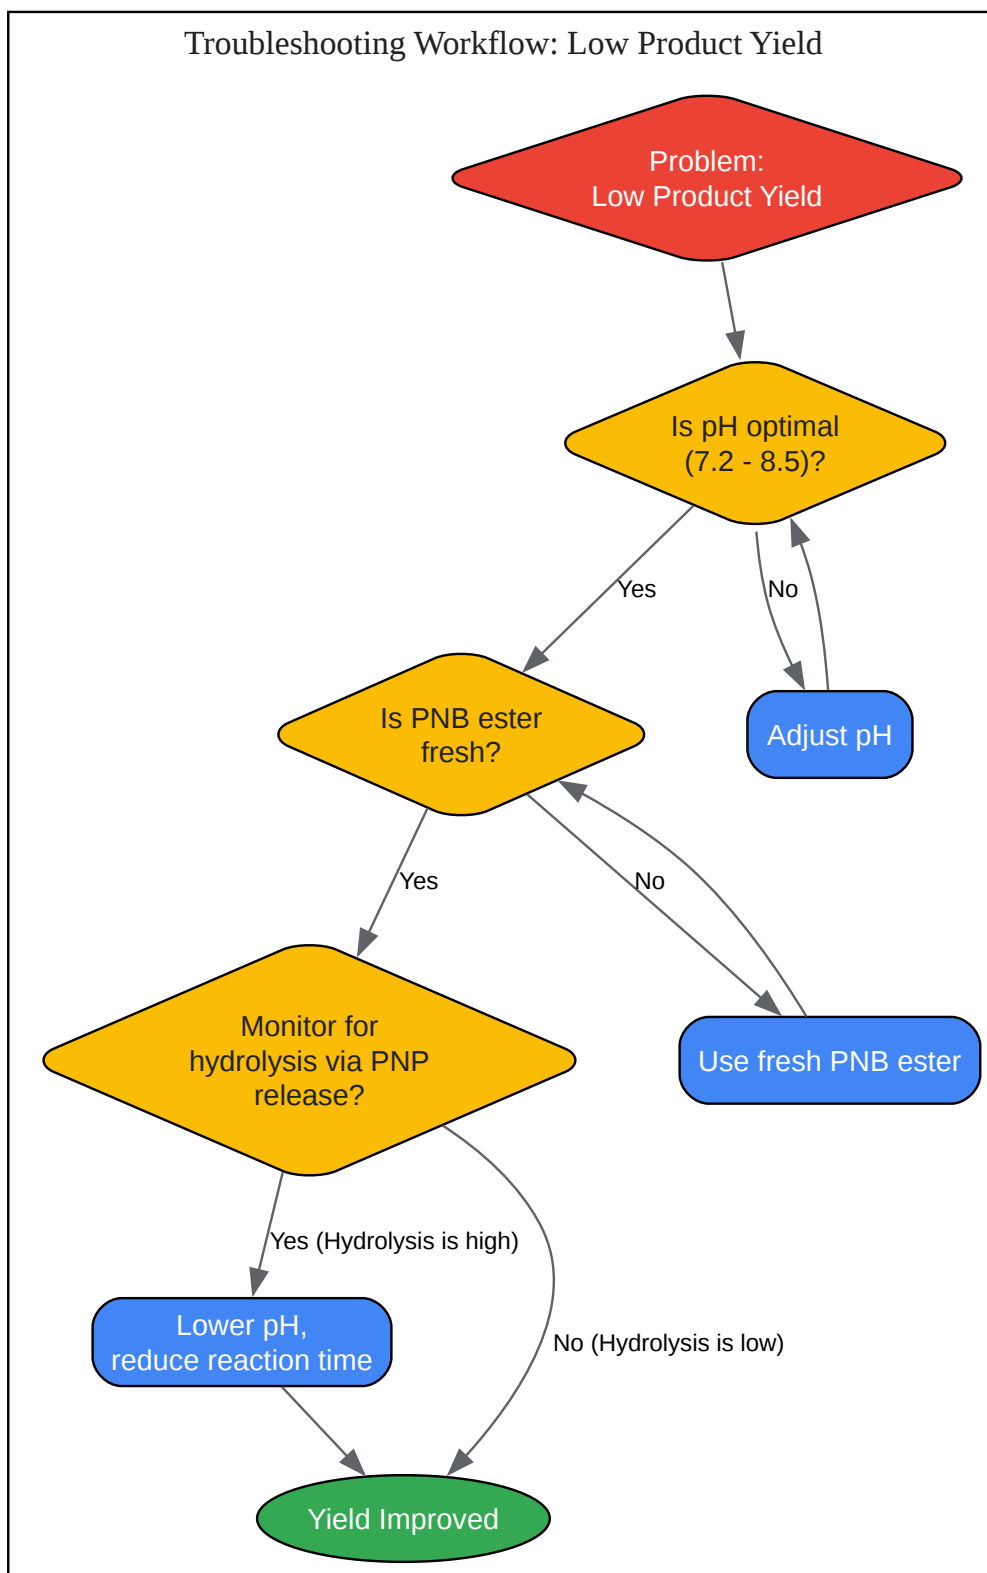 Troubleshooting Workflow: Low Product Yield
Problem:
Low Product Yield
Is pH optimal
(7.2 - 8.5)?
Yes
No
Is PNB ester
fresh?
Adjust pH
Yes
No
Monitor for
hydrolysis via PNP
release?
Use fresh PNB ester
Yes (Hydrolysis is high)
Lower pH,
reduce reaction time
No (Hydrolysis is low)
Yield Improved